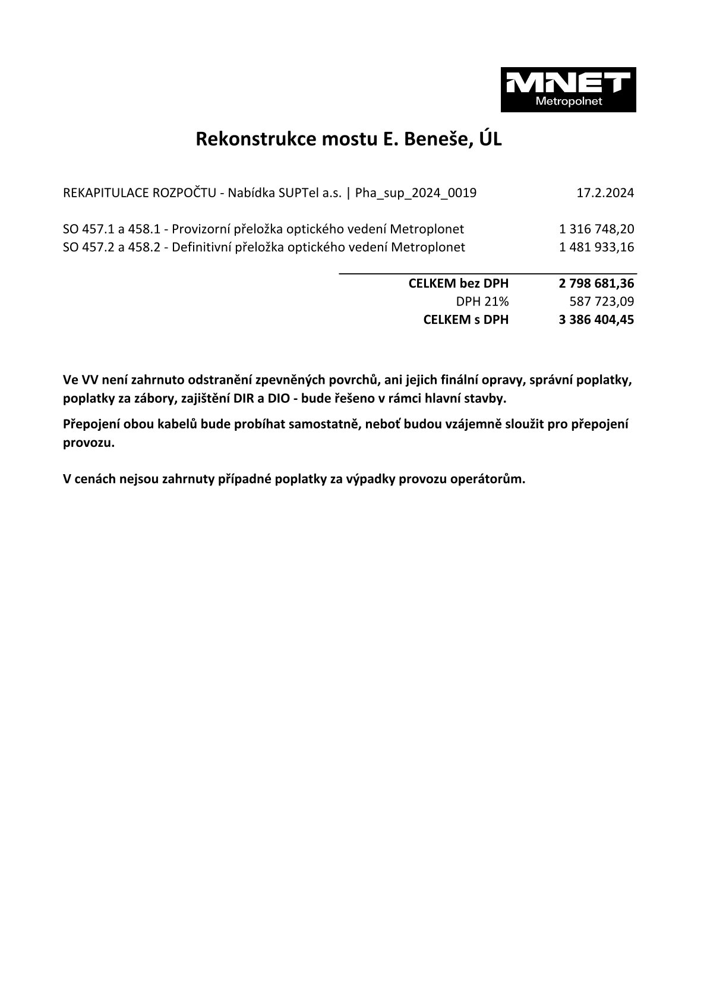 MNET
Metropolnet
Rekonstrukce mostu E. Beneše, ÚL
REKAPITULACE ROZPOČTU - Nabídka SUPTel a.s. | Pha_sup_2024_0019 17.2.2024
SO 457.1 a 458.1 - Provizorní přeložka optického vedení Metroplonet 1 316 748,20
SO 457.2 a 458.2 - Definitivní přeložka optického vedení Metroplonet 1 481 933,16
CELKEM bez DPH 2 798 681,36
DPH 21% 587 723,09
CELKEM s DPH 3 386 404,45
Ve VV není zahrnuto odstranění zpevněných povrchů, ani jejich finální opravy, správní poplatky,
poplatky za zábory, zajištění DIR a DIO - bude řešeno v rámci hlavní stavby.
Přepojení obou kabelů bude probíhat samostatně, neboť budou vzájemně sloužit pro přepojení
provozu.
V cenách nejsou zahrnuty případné poplatky za výpadky provozu operátorům.